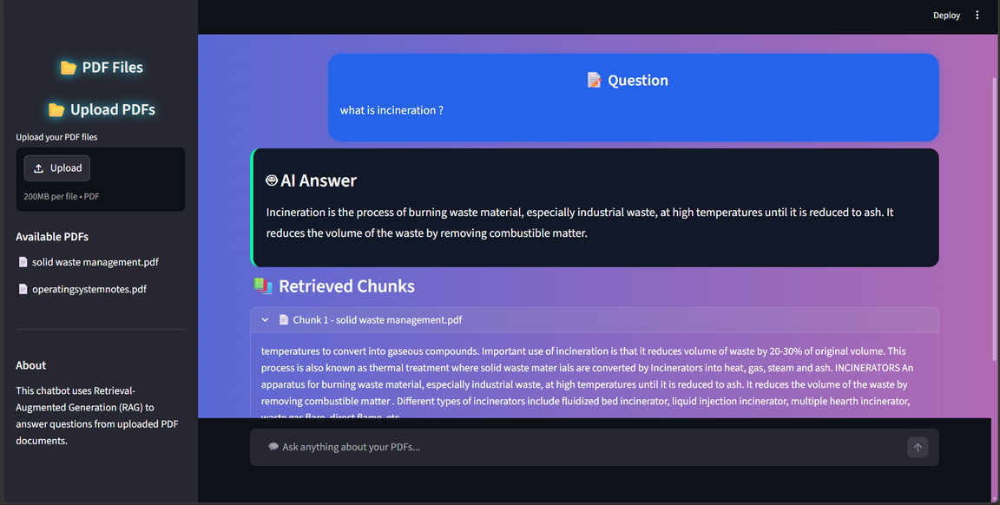 Deploy
PDF Files
Upload PDFs
Upload your PDF files
Upload
200MB per file • PDF
Available PDFs
solid waste management.pdf
operatingsystemnotes.pdf
About
This chatbot uses Retrieval-
Augmented Generation (RAG) to
answer questions from uploaded PDF
documents.
Question
what is incineration ?
AI Answer
Incineration is the process of burning waste material, especially industrial waste, at high temperatures until it is reduced to ash. It
reduces the volume of the waste by removing combustible matter.
Retrieved Chunks
Chunk 1 - solid waste management.pdf
temperatures to convert into gaseous compounds. Important use of incineration is that it reduces volume of waste by 20-30% of original volume. This
process is also known as thermal treatment where solid waste mater ials are converted by Incinerators into heat, gas, steam and ash. INCINERATORS An
apparatus for burning waste material, especially industrial waste, at high temperatures until it is reduced to ash. It reduces the volume of the waste by
removing combustible matter . Different types of incinerators include fluidized bed incinerator, liquid injection incinerator, multiple hearth incinerator,
waste gas flare, direct flame, etc.
Ask anything about your PDFs...